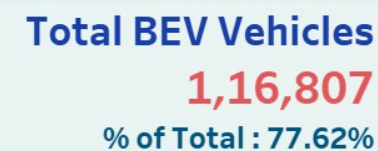 Total BEV Vehicles
1,16,807
% of Total : 77.62%